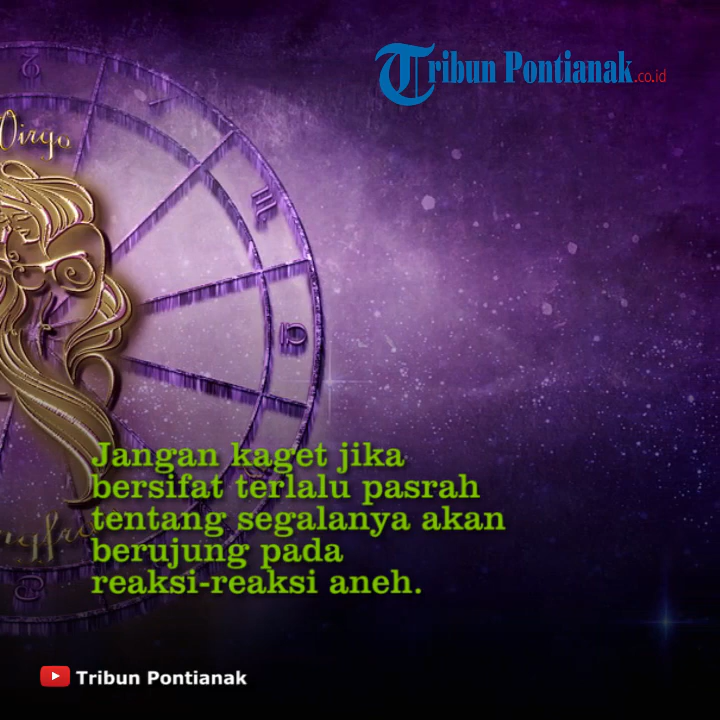 Tribun Pontianak.co.id
Virgo
Jangan kaget jika
bersifat terlalu pasrah
tentang segalanya akan
berujung pada
reaksi-reaksi aneh.
Tribun Pontianak